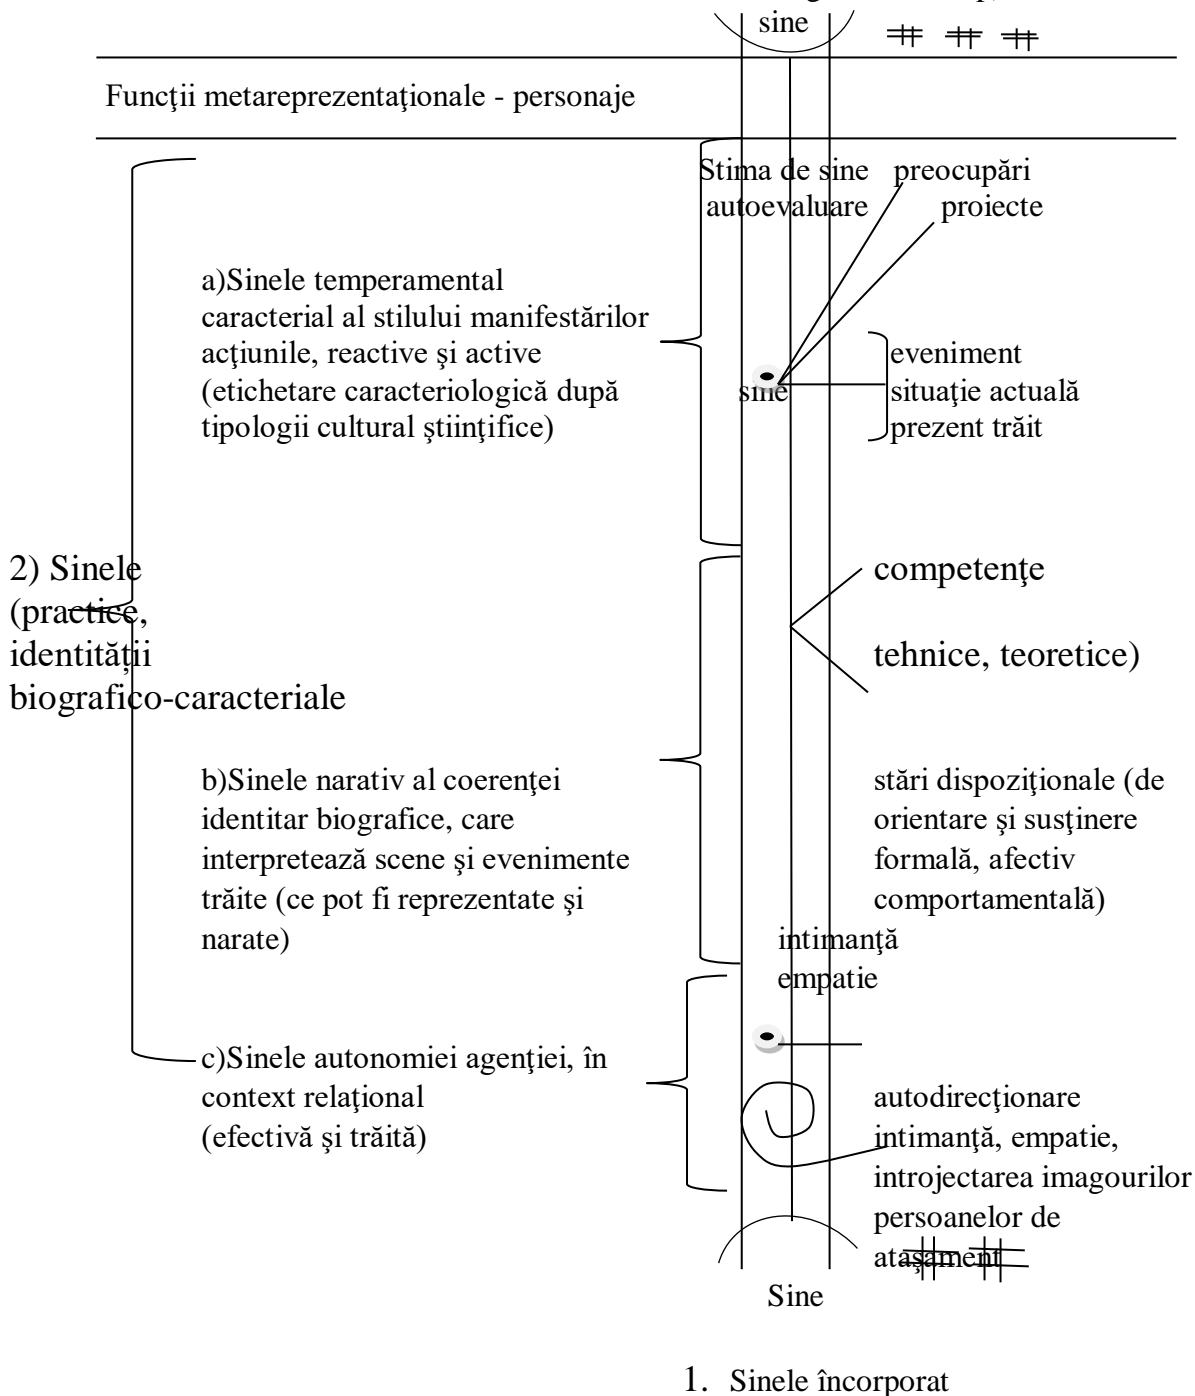 sine
Funcţii metareprezentaţionale - personaje
Stima de sine preocupări
autoevaluare proiecte
a)Sinele temperamental
caracterial al stilului manifestărilor
acţiunile, reactive şi active
(etichetare caracteriologică după
tipologii cultural ştiinţifice)
sine
eveniment
situaţie actuală
prezent trăit
2) Sinele
(practice,
identităţii
biografico-caracteriale
competenţe
tehnice, teoretice)
b)Sinele narativ al coerenţei
identitar biografice, care
interpretează scene şi evenimente
trăite (ce pot fi reprezentate şi
narate)
stări dispoziţionale (de
orientare şi susţinere
formală, afectiv
comportamentală)
intimanţă
empatie
c)Sinele autonomiei agenţiei, în
context relaţional
(efectivă şi trăită)
autodirecţionare
intimanţă, empatie,
introjectarea imagourilor
persoanelor de
ataşament
Sine
1. Sinele încorporat